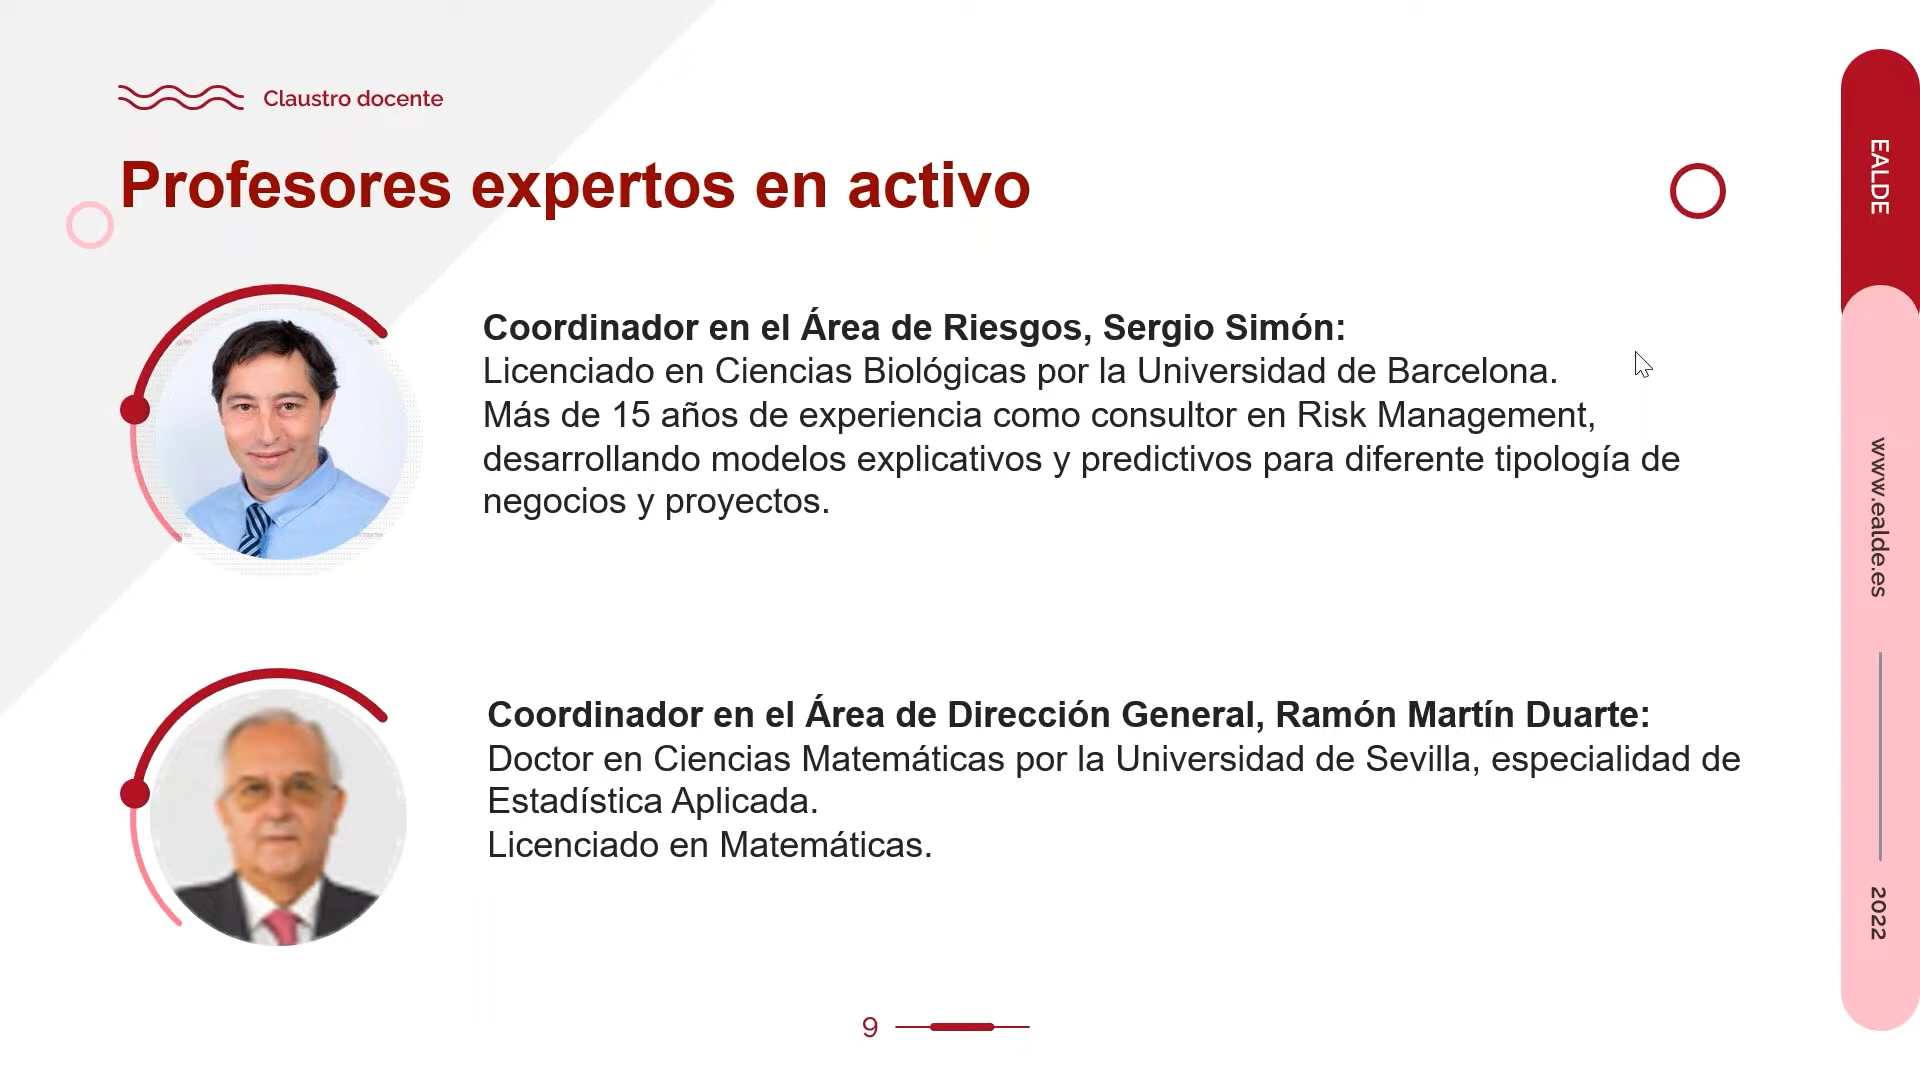 Claustro docente
Profesores expertos en activo
Coordinador en el Área de Riesgos, Sergio Simón:
Licenciado en Ciencias Biológicas por la Universidad de Barcelona.
Más de 15 años de experiencia como consultor en Risk Management,
desarrollando modelos explicativos y predictivos para diferente tipología de
negocios y proyectos.
Coordinador en el Área de Dirección General, Ramón Martín Duarte:
Doctor en Ciencias Matemáticas por la Universidad de Sevilla, especialidad de
Estadística Aplicada.
Licenciado en Matemáticas.
9
EALDE
www.ealde.es
2022